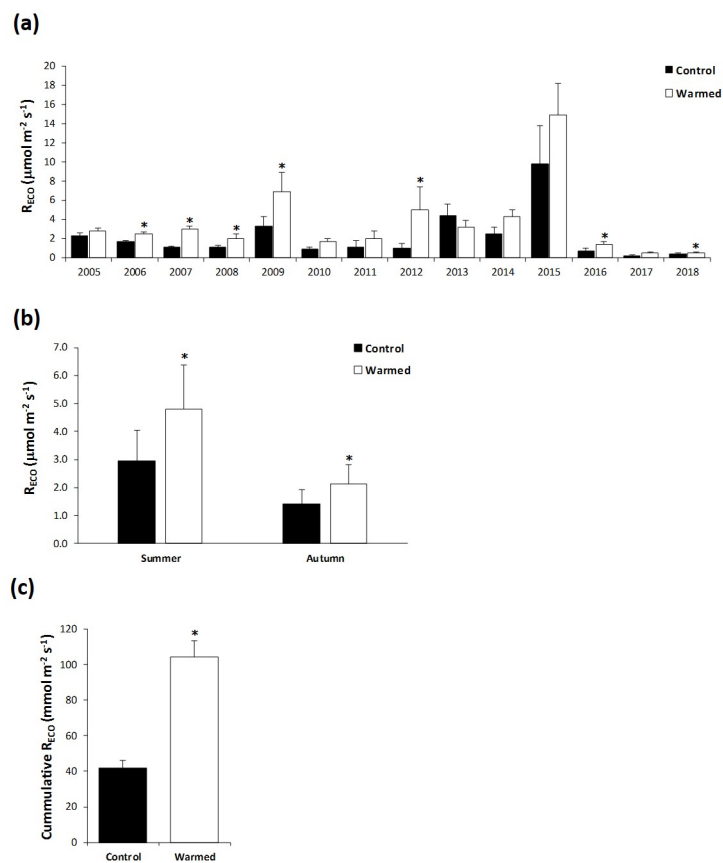 (a)
R_ECO (µmol m⁻² s⁻¹)
20
18
16
14
12
10
8
6
4
2
0
* * * * * * *
Control
Warmed
2005 2006 2007 2008 2009 2010 2011 2012 2013 2014 2015 2016 2017 2018
(b)
R_ECO (µmol m⁻² s⁻¹)
7.0
6.0
5.0
4.0
3.0
2.0
1.0
0.0
* *
Control
Warmed
Summer Autumn
(c)
Cummulative R_ECO (mmol m⁻² s⁻¹)
120
100
80
60
40
20
0
*
Control Warmed